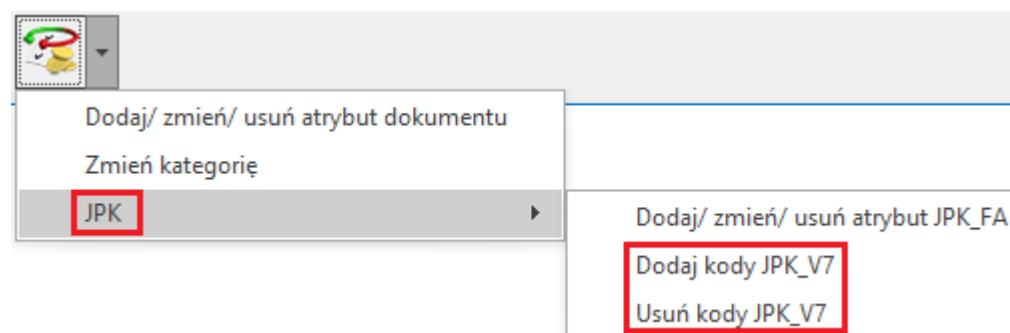 Dodaj/ zmień/ usuń atrybut dokumentu
Zmień kategorię
JPK
Dodaj/ zmień/ usuń atrybut JPK_FA
Dodaj kody JPK_V7
Usuń kody JPK_V7